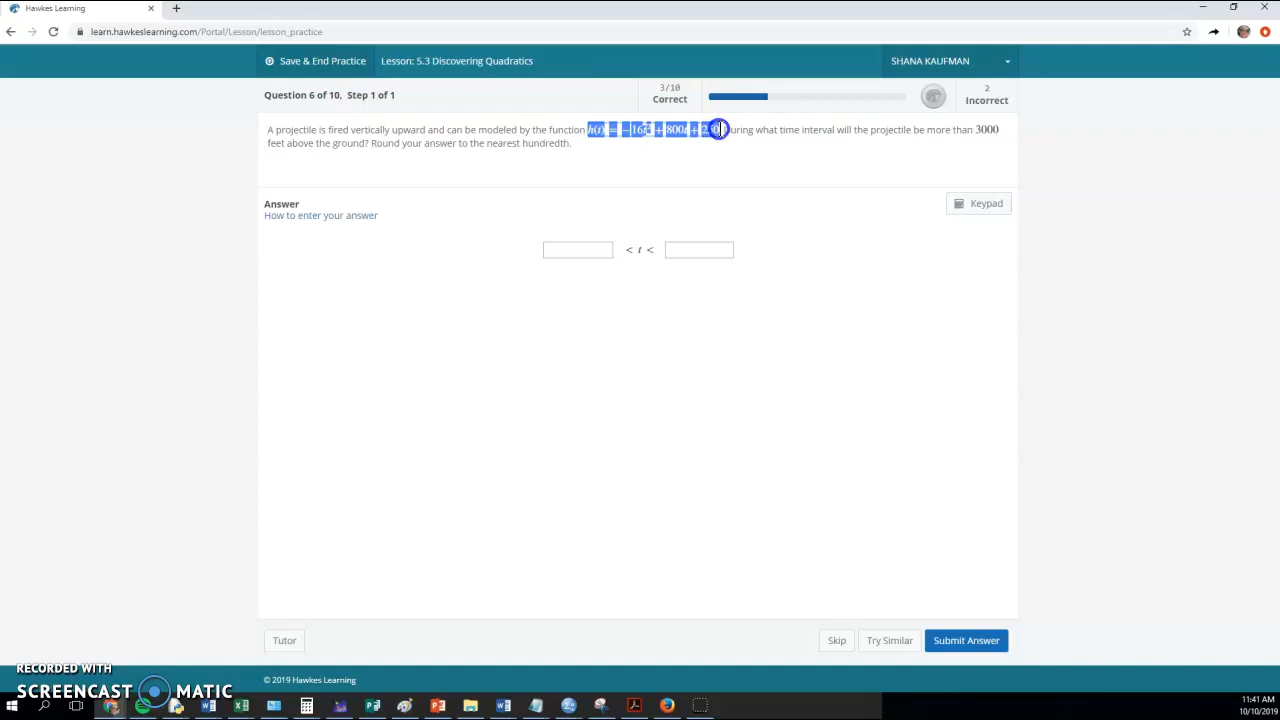 Hawkes Learning
learn.hawkeslearning.com/Portal/Lesson/lesson_practice
Save & End Practice
Lesson: 5.3 Discovering Quadratics
SHANA KAUFMAN
Question 6 of 10, Step 1 of 1
3/10
Correct
2
Incorrect
A projectile is fired vertically upward and can be modeled by the function h(t) = −16t² + 800t + During what time interval will the projectile be more than 3000
feet above the ground? Round your answer to the nearest hundredth.
Answer
How to enter your answer
Keypad
< t <
Tutor
Skip
Try Similar
Submit Answer
© 2019 Hawkes Learning
RECORDED WITH
SCREENCAST MATIC
11:41 AM
10/10/2019